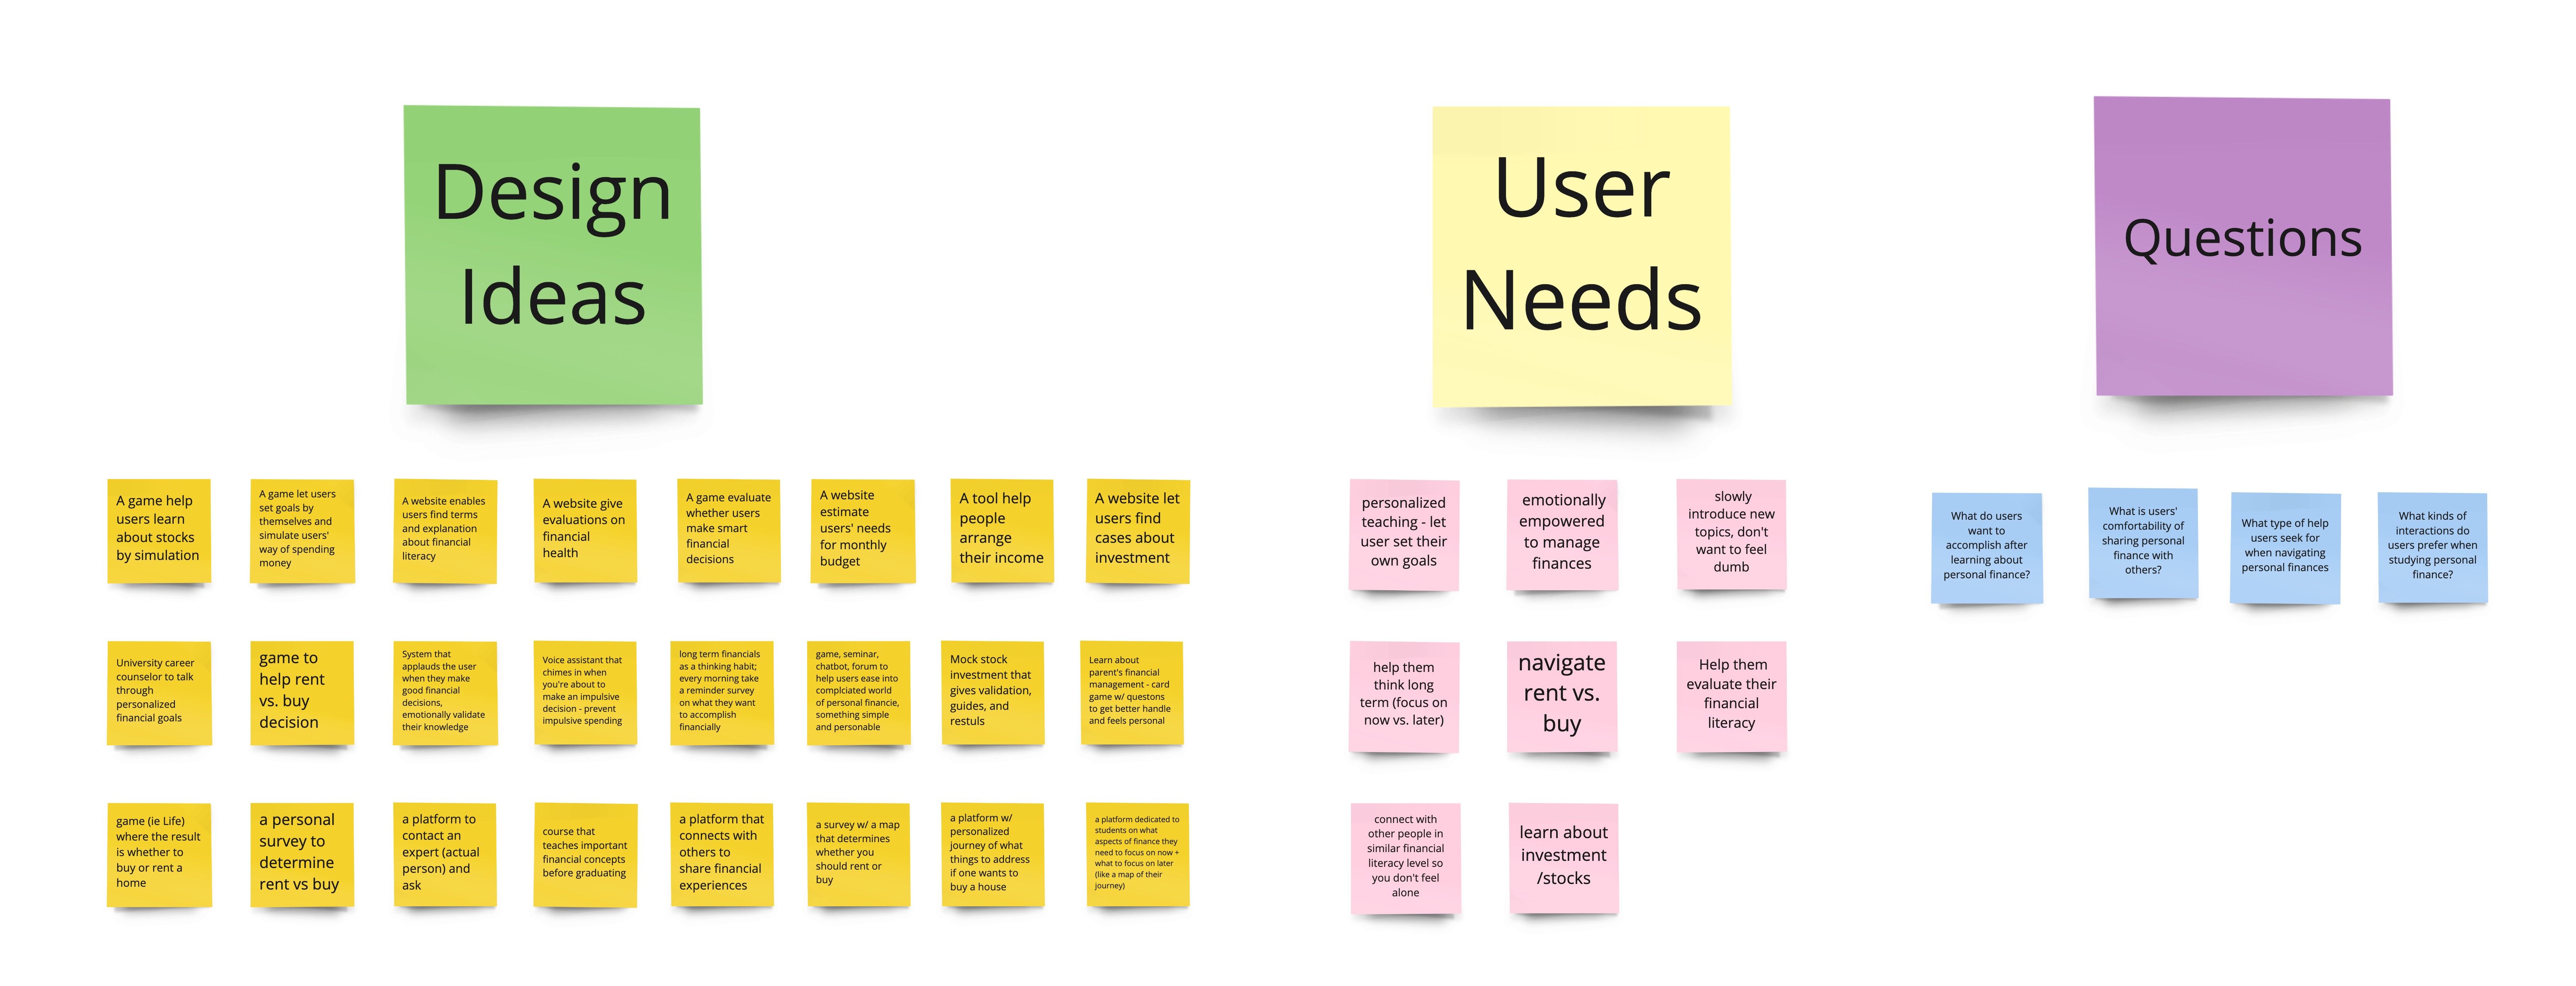 Design
Ideas
User
Needs
Questions
A game help
users learn
about stocks
by simulation
A game let users
set goals by
themselves and
simulate users'
way of spending
money
A website enables
users find terms
and explanation
about financial
literacy
A website give
evaluations on
financial
health
A game evaluate
whether users
make smart
financial
decisions
A website
estimate
users' needs
for monthly
budget
A tool help
people
arrange
their income
A website let
users find
cases about
investment
University career
counselor to talk
through
personalized
financial goals
game to
help rent
vs. buy
decision
System that
applauds the user
when they make
good financial
decisions,
emotionally validate
their knowledge
Voice assistant that
chimes in when
you're about to
make an impulsive
decision - prevent
impulsive spending
long term financials
as a thinking habit;
every morning take
a reminder survey
on what they want
to accomplish
financially
game, seminar,
chatbot, forum to
help users ease into
complciated world
of personal financie,
something simple
and personable
Mock stock
investment that
gives validation,
guides, and
restuls
Learn about
parent's financial
management - card
game w/ questons
to get better handle
and feels personal
game (ie Life)
where the result
is whether to
buy or rent a
home
a personal
survey to
determine
rent vs buy
a platform to
contact an
expert (actual
person) and
ask
course that
teaches important
financial concepts
before graduating
a platform that
connects with
others to
share financial
experiences
a survey w/ a map
that determines
whether you
should rent or
buy
a platform w/
personalized
journey of what
things to address
if one wants to
buy a house
a platform dedicated to
students on what
aspects of finance they
need to focus on now +
what to focus on later
(like a map of their
journey)
personalized
teaching - let
user set their
own goals
emotionally
empowered
to manage
finances
slowly
introduce new
topics, don't
want to feel
dumb
help them
think long
term (focus on
now vs. later)
navigate
rent vs.
buy
Help them
evaluate their
financial
literacy
connect with
other people in
similar financial
literacy level so
you don't feel
alone
learn about
investment
/stocks
What do users
want to
accomplish after
learning about
personal finance?
What is users'
comfortability of
sharing personal
finance with
others?
What type of help
users seek for
when navigating
personal finances
What kinds of
interactions do
users prefer when
studying personal
finance?